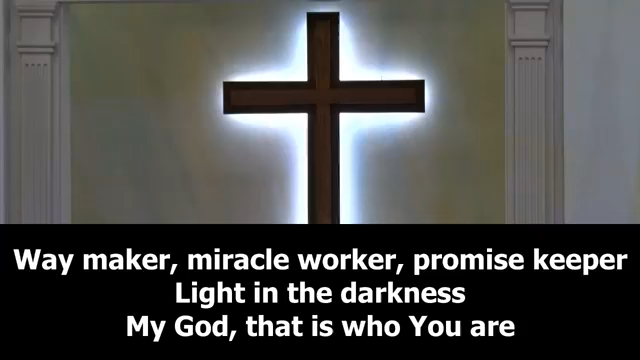 Way maker, miracle worker, promise keeper
Light in the darkness
My God, that is who You are